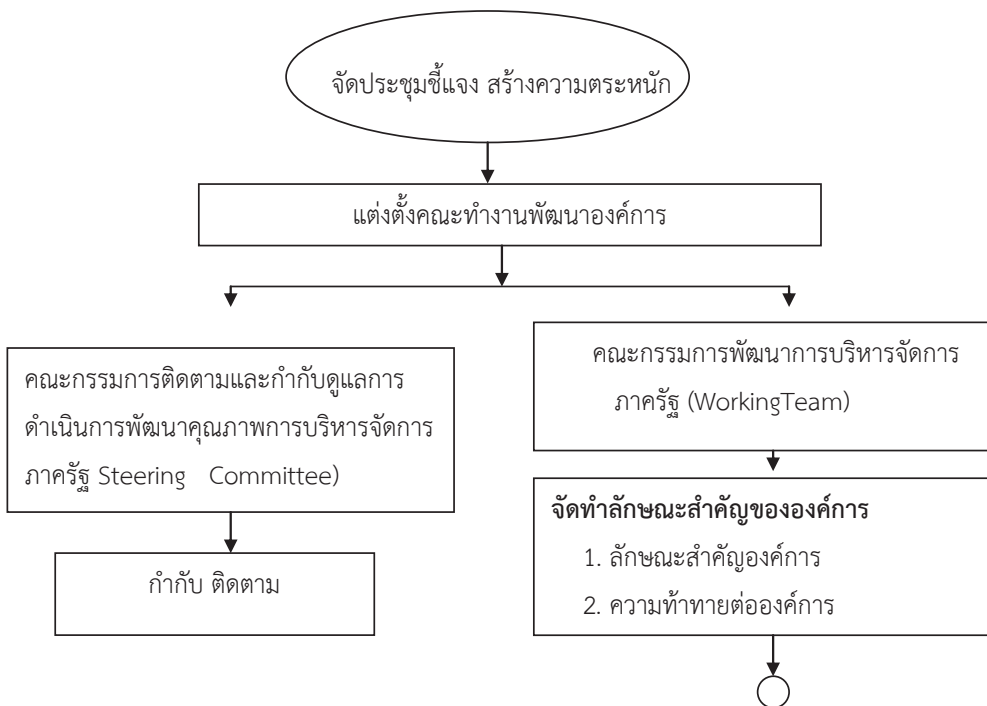 จัดประชุมชี้แจง สร้างความตระหนัก
แต่งตั้งคณะทำงานพัฒนาองค์การ
คณะกรรมการติดตามและกำกับดูแลการ
ดำเนินการพัฒนาคุณภาพการบริหารจัดการ
ภาครัฐ Steering Committee)
กำกับ ติดตาม
คณะกรรมการพัฒนาการบริหารจัดการ
ภาครัฐ (WorkingTeam)
จัดทำลักษณะสำคัญขององค์การ
1. ลักษณะสำคัญองค์การ
2. ความท้าทายต่อองค์การ